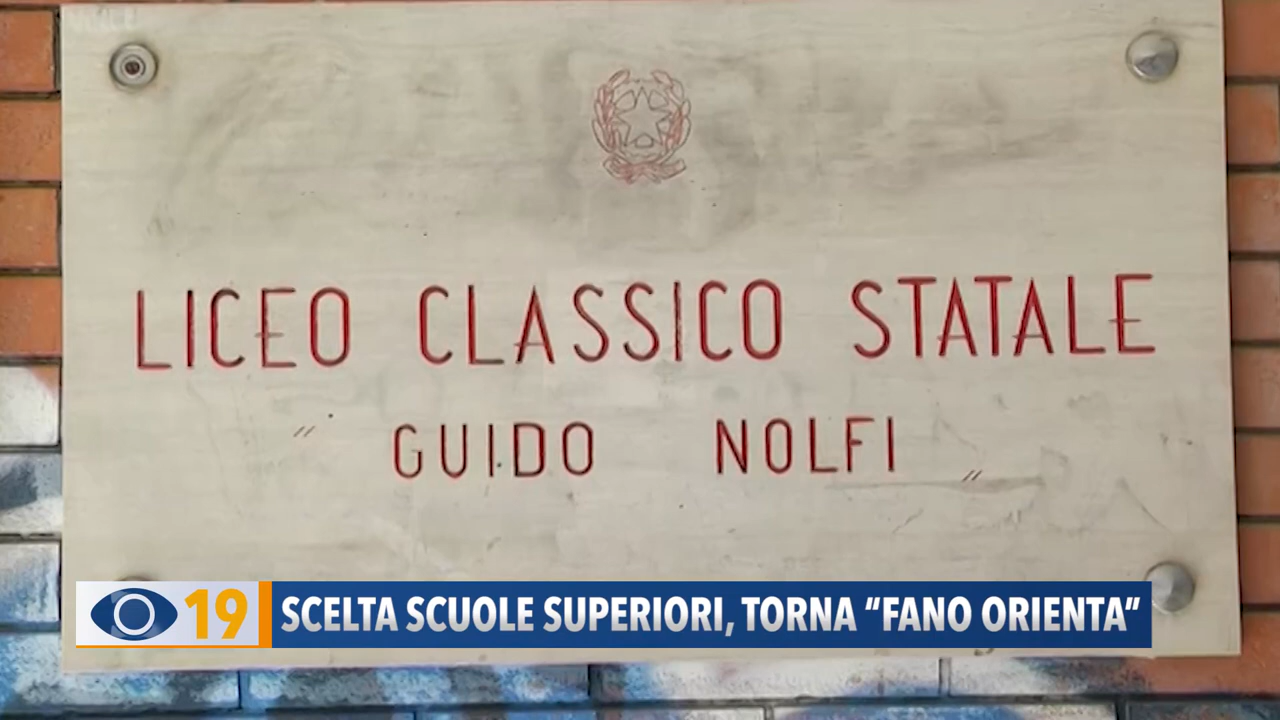 LICEO CLASSICO STATALE
" GUIDO NOLFI "
19 SCELTA SCUOLE SUPERIORI, TORNA “FANO ORIENTA”